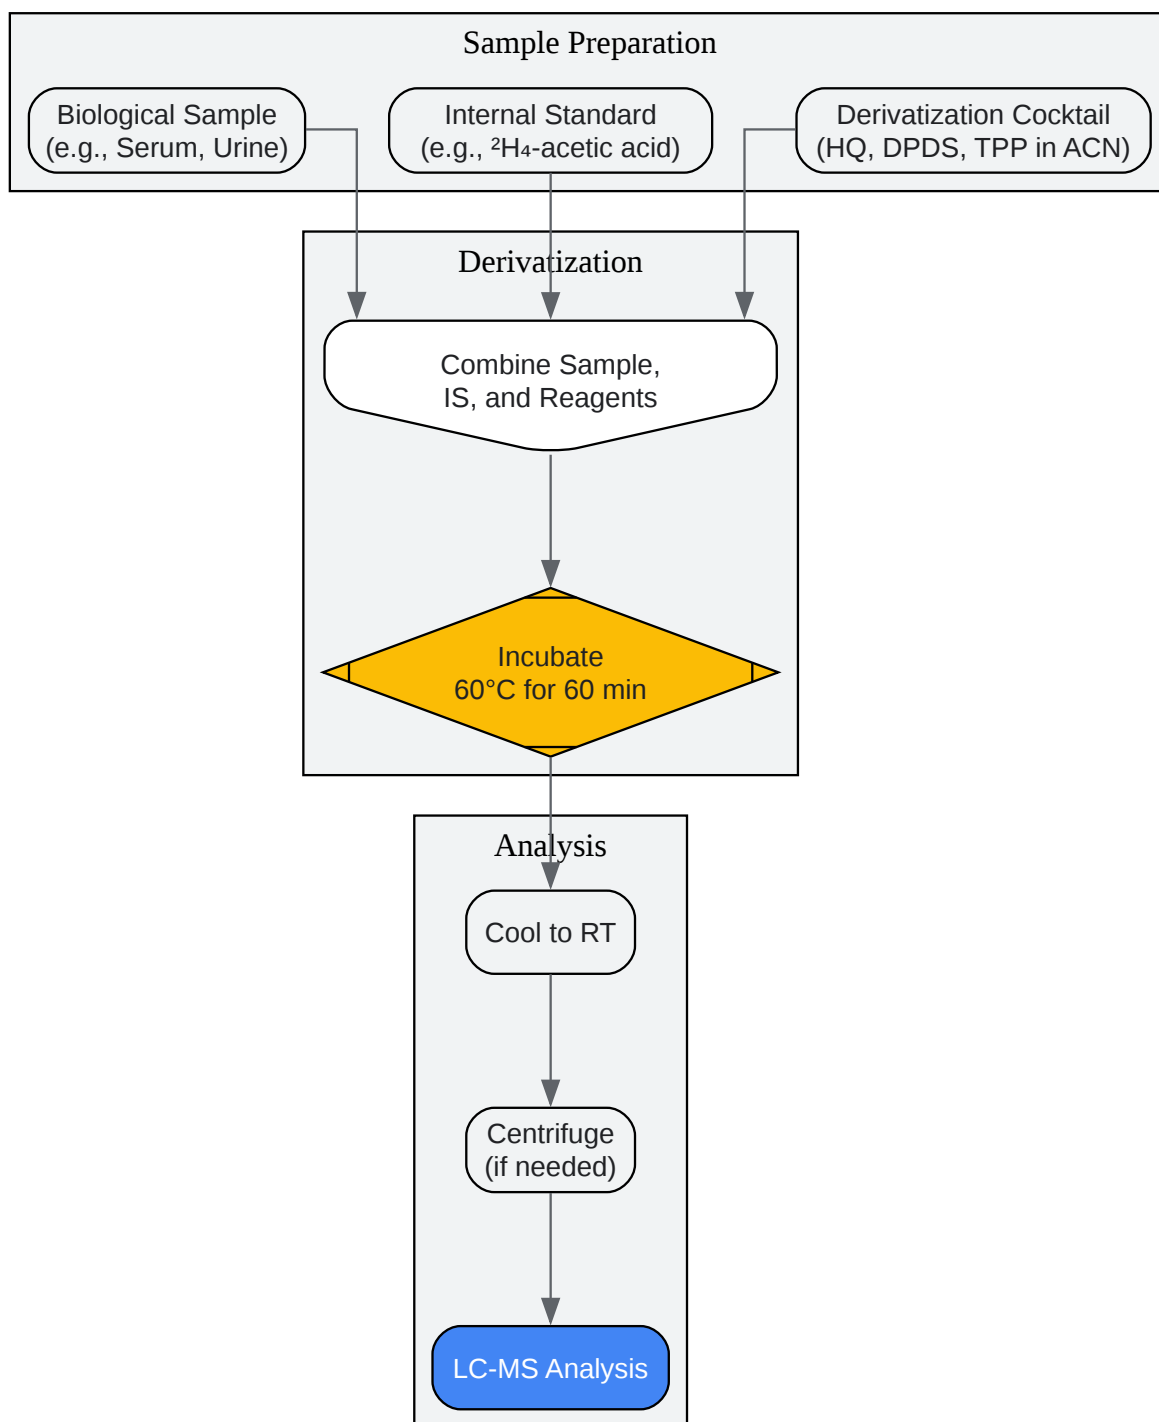 Sample Preparation
Biological Sample
(e.g., Serum, Urine)
Internal Standard
(e.g., ²H₄-acetic acid)
Derivatization Cocktail
(HQ, DPDS, TPP in ACN)
Derivatization
Combine Sample,
IS, and Reagents
Incubate
60°C for 60 min
Analysis
Cool to RT
Centrifuge
(if needed)
LC-MS Analysis